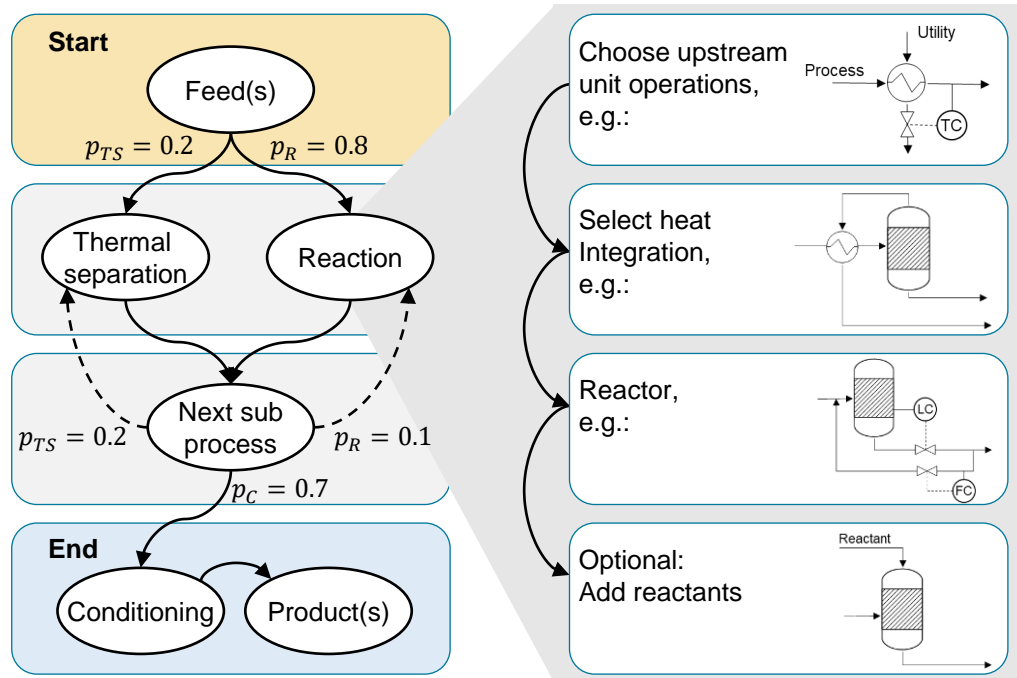 Start
Feed(s)
p_TS = 0.2
p_R = 0.8
Thermal
separation
Reaction
Next sub
process
p_TS = 0.2
p_R = 0.1
p_C = 0.7
End
Conditioning
Product(s)
Choose upstream
unit operations,
e.g.:
Utility
Process
TC
Select heat
Integration,
e.g.:
Reactor,
e.g.:
LC
FC
Optional:
Add reactants
Reactant